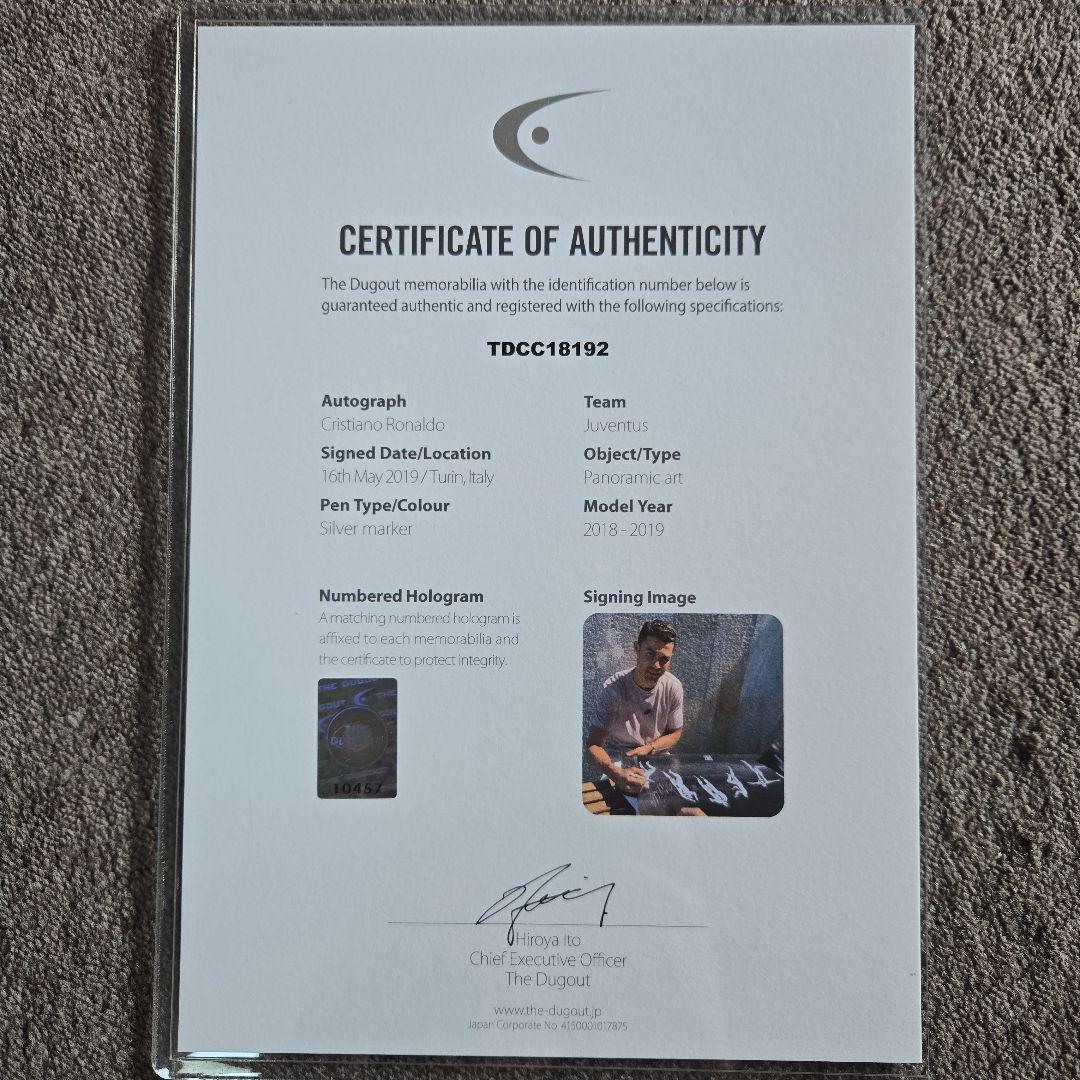 CERTIFICATE OF AUTHENTICITY
The Dugout memorabilia with the identification number below is
guaranteed authentic and registered with the following specifications:
TDCC18192
Autograph
Cristiano Ronaldo
Team
Juventus
Signed Date/Location
16th May 2019 / Turin, Italy
Object/Type
Panoramic art
Pen Type/Colour
Silver marker
Model Year
2018 - 2019
Numbered Hologram
A matching numbered hologram is
affixed to each memorabilia and
the certificate to protect integrity.
THE DUGOUT
10457
Signing Image
Hiroya Ito
Chief Executive Officer
The Dugout
www.the-dugout.jp
Japan Corporate No. 4150001017875